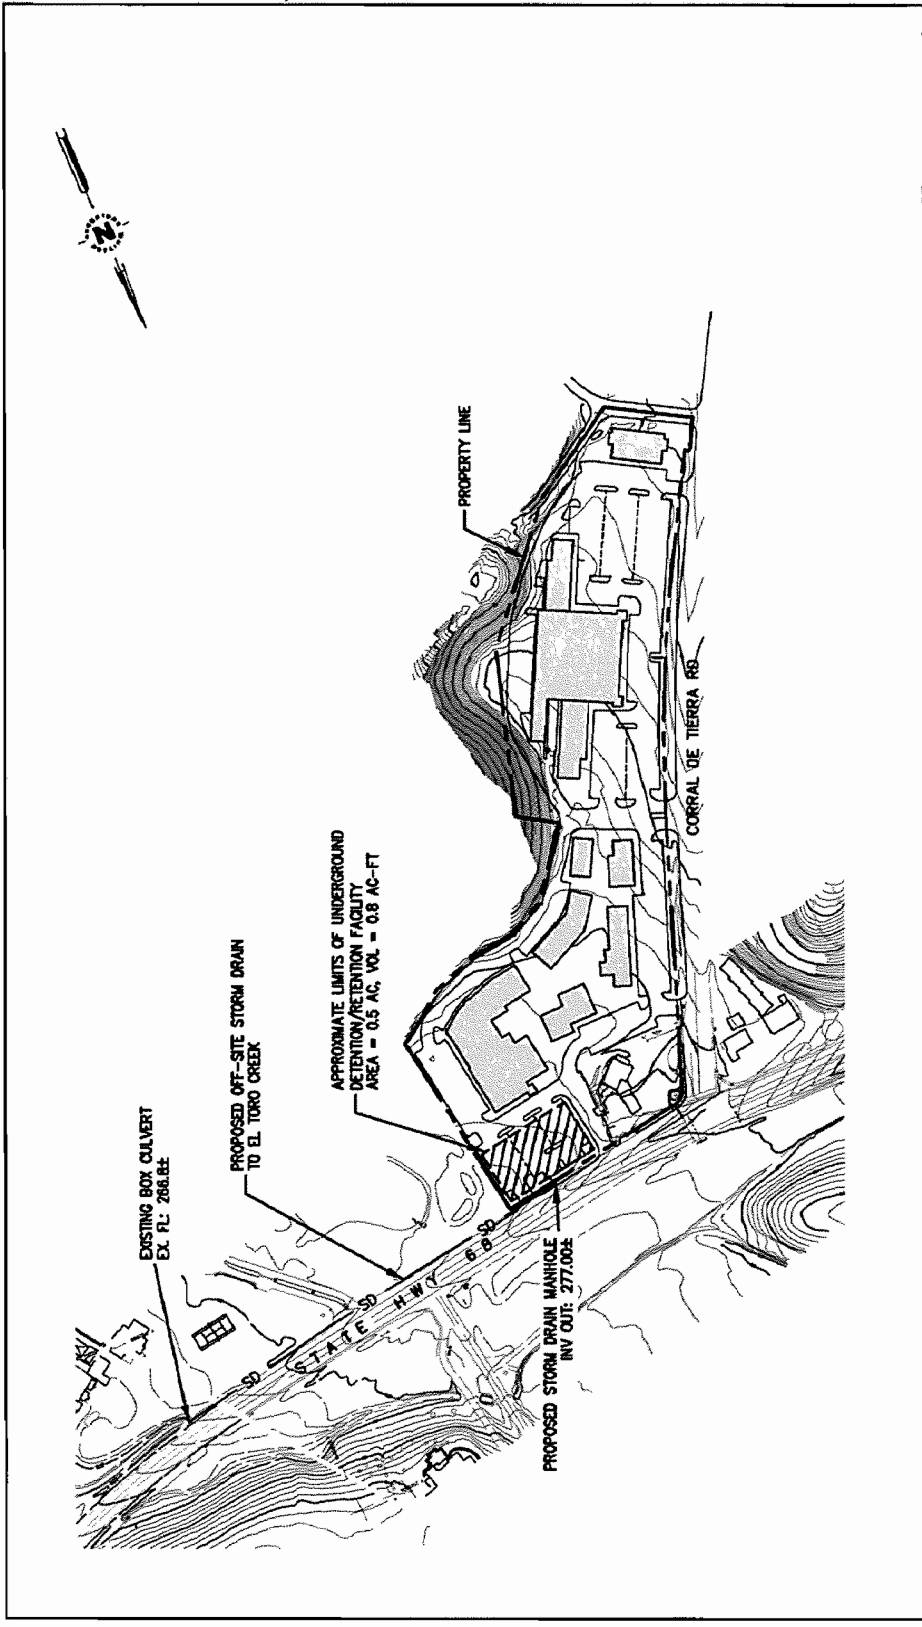 EXISTING BOX CULVERT
EX. FL: 266.8±
PROPOSED OFF-SITE STORM DRAIN
TO EL TORO CREEK
APPROXIMATE LIMITS OF UNDERGROUND
DETENTION/RETENTION FACILITY
AREA = 0.5 AC, VOL = 0.8 AC-FT
PROPERTY LINE
N
SD
SD
SD
STATE HWY 68
PROPOSED STORM DRAIN MANHOLE
INV OUT: 277.00±
CORRAL DE TIERRA RD